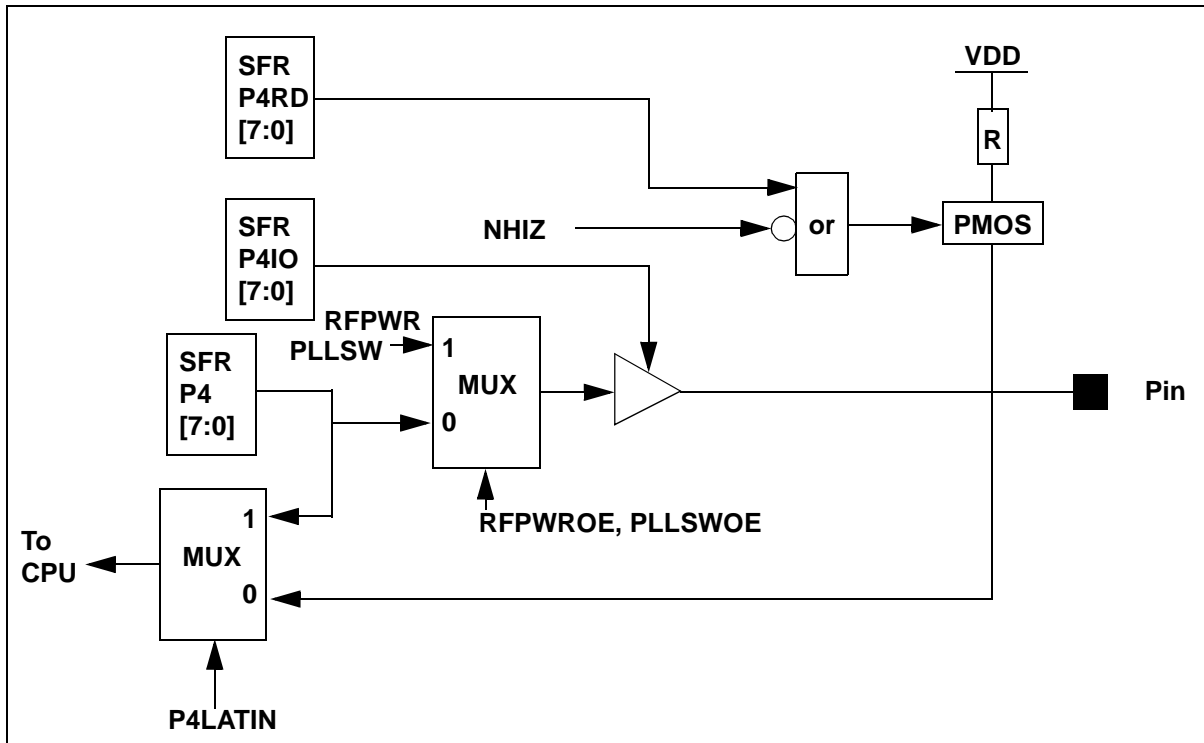 SFR
P4RD
[7:0]
VDD
R
SFR
P4IO
[7:0]
NHIZ
or
PMOS
RFPWR
PLLSW
1
MUX
0
SFR
P4
[7:0]
Pin
RFPWROE, PLLSWOE
To
CPU
1
MUX
0
P4LATIN